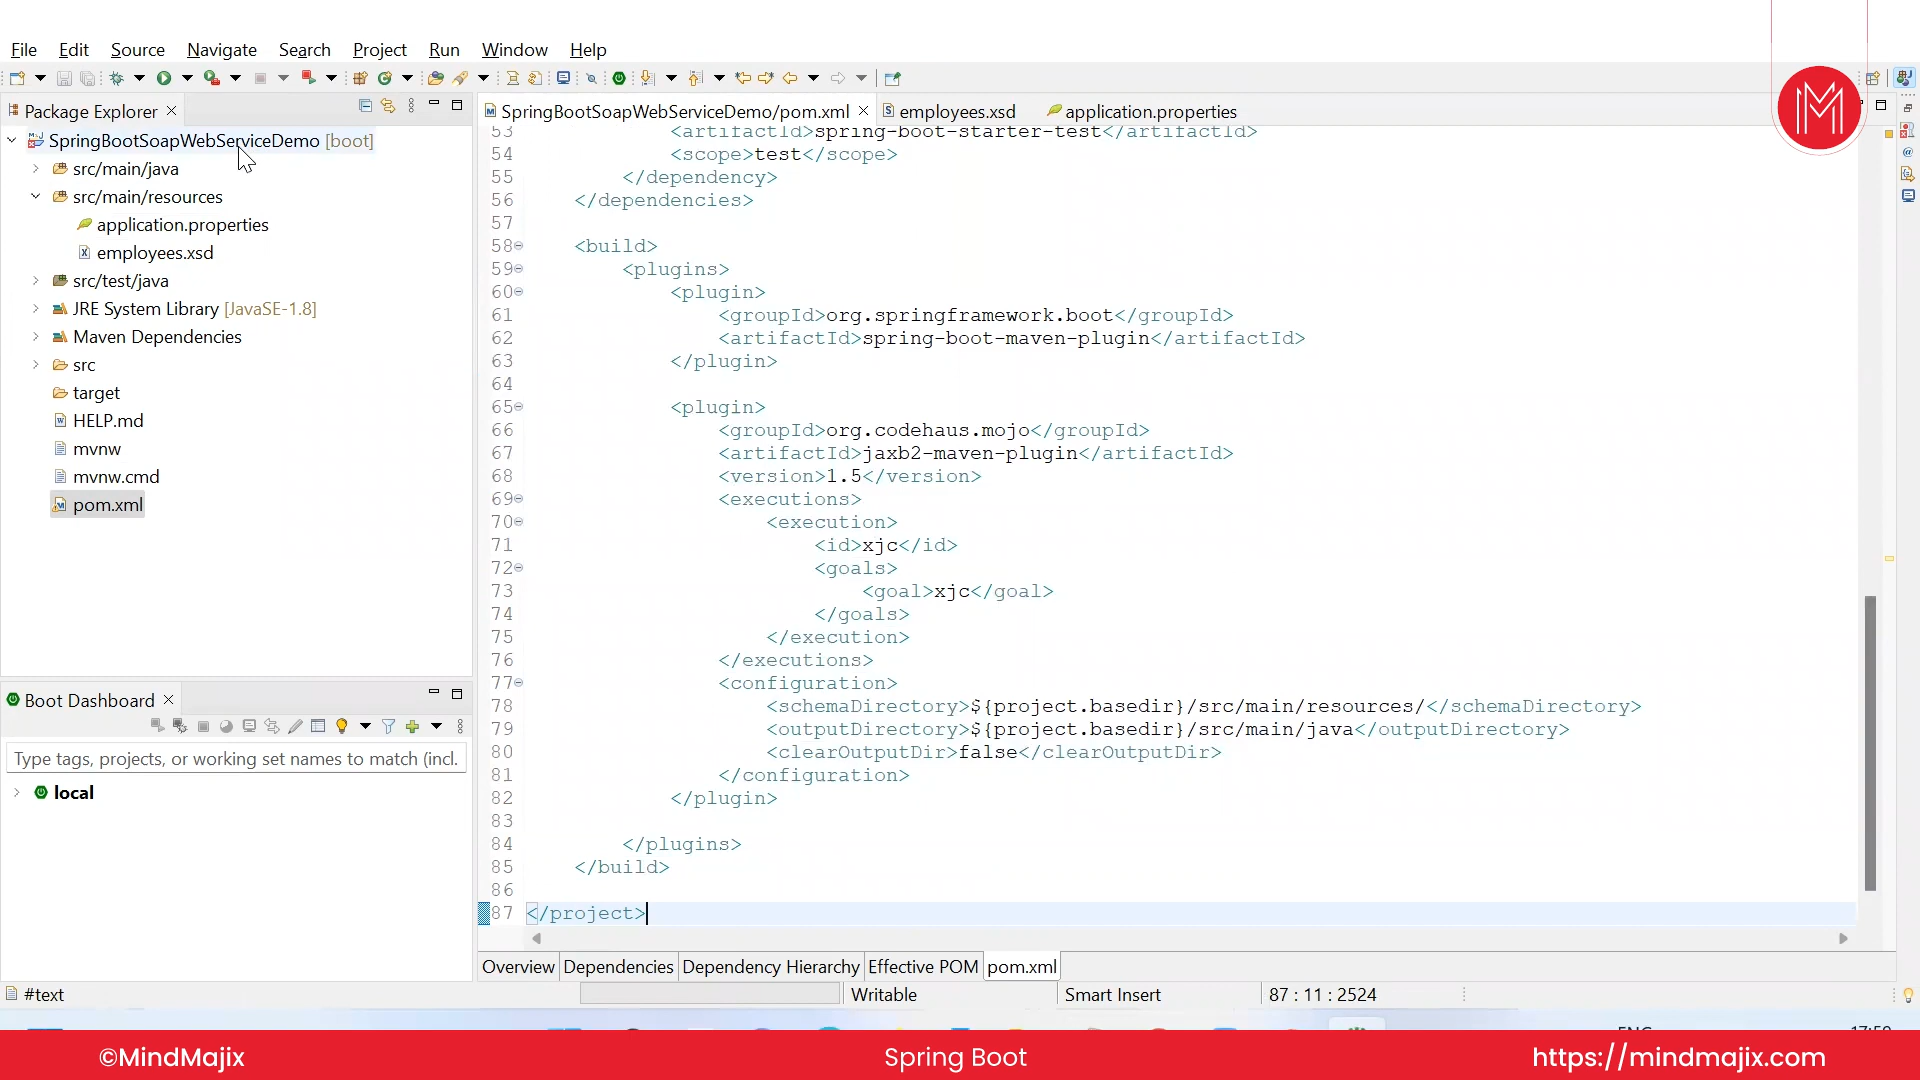 File Edit Source Navigate Search Project Run Window Help
Package Explorer
SpringBootSoapWebServiceDemo/pom.xml employees.xsd application.properties
SpringBootSoapWebServiceDemo [boot]
src/main/java
src/main/resources
application.properties
employees.xsd
src/test/java
JRE System Library [JavaSE-1.8]
Maven Dependencies
src
target
HELP.md
mvnw
mvnw.cmd
pom.xml
Boot Dashboard
Type tags, projects, or working set names to match (incl.
local
53 <artifactId>spring-boot-starter-test</artifactId>
54 <scope>test</scope>
55 </dependency>
56 </dependencies>
57
58 <build>
59 <plugins>
60 <plugin>
61 <groupId>org.springframework.boot</groupId>
62 <artifactId>spring-boot-maven-plugin</artifactId>
63 </plugin>
64
65 <plugin>
66 <groupId>org.codehaus.mojo</groupId>
67 <artifactId>jaxb2-maven-plugin</artifactId>
68 <version>1.5</version>
69 <executions>
70 <execution>
71 <id>xjc</id>
72 <goals>
73 <goal>xjc</goal>
74 </goals>
75 </execution>
76 </executions>
77 <configuration>
78 <schemaDirectory>${project.basedir}/src/main/resources/</schemaDirectory>
79 <outputDirectory>${project.basedir}/src/main/java</outputDirectory>
80 <clearOutputDir>false</clearOutputDir>
81 </configuration>
82 </plugin>
83
84 </plugins>
85 </build>
86
87 </project>
Overview Dependencies Dependency Hierarchy Effective POM pom.xml
#text Writable Smart Insert 87 : 11 : 2524
©MindMajix Spring Boot https://mindmajix.com